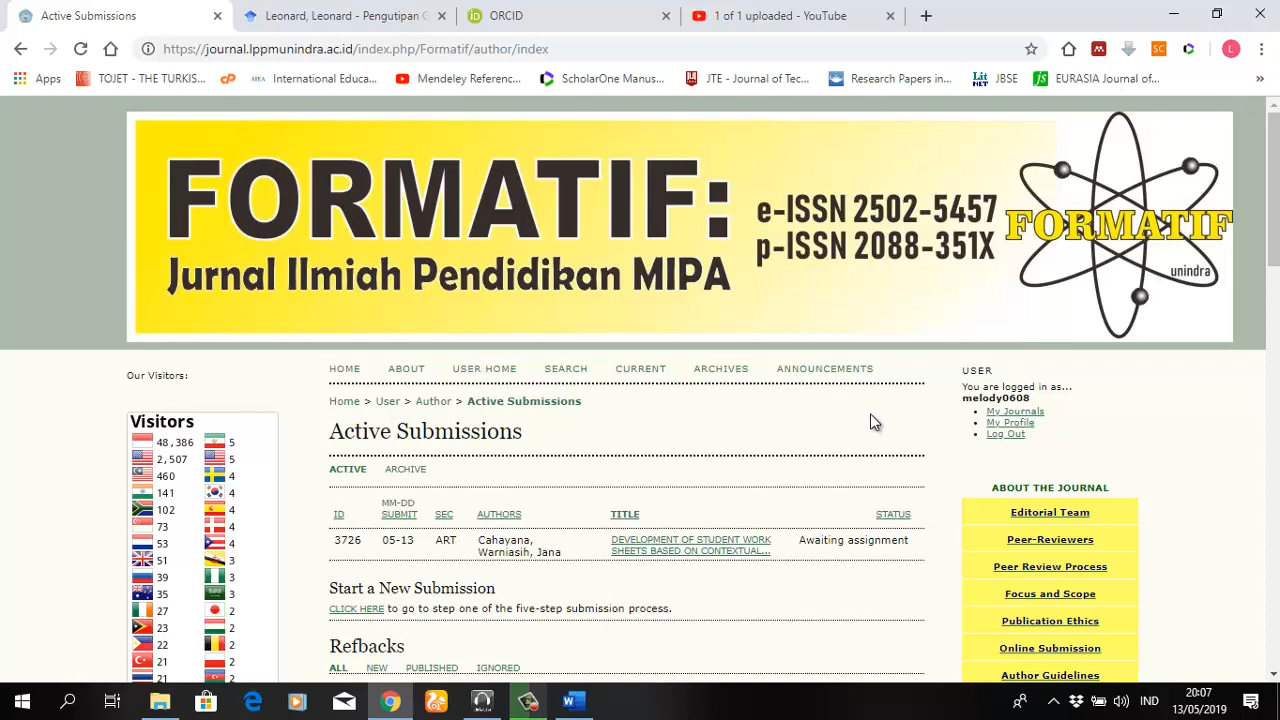 Active Submissions
Leonard, Leonard - Pengutipan G
ORCID
1 of 1 uploaded - YouTube
https://journal.lppmunindra.ac.id/index.php/Formatif/author/index
SC
L
Apps
TOJET - THE TURKIS...
International Educa...
Mendeley Referenc...
ScholarOne Manus...
JTE - Journal of Tec...
Research Papers in...
JBSE
EURASIA Journal of...
»
FORMATIF:
Jurnal Ilmiah Pendidikan MIPA
e-ISSN 2502-5457
p-ISSN 2088-351X
FORMATIF
unindra
Our Visitors:
Visitors
48,386 5
2,507 5
460 4
141 4
102 4
73 4
53 4
51 3
39 3
35 3
27 2
23 2
22 2
21 2
21 2
HOME ABOUT USER HOME SEARCH CURRENT ARCHIVES ANNOUNCEMENTS
Home > User > Author > Active Submissions
Active Submissions
ACTIVE ARCHIVE
MM-DD
ID SUBMIT SEC AUTHORS TITLE STATUS
3726 05-13 ART Cahayana, DEVELOPMENT OF STUDENT WORK Awaiting assignment
Warniasih, Jana SHEETS BASED ON CONTEXTUAL...
Start a New Submission
CLICK HERE to go to step one of the five-step submission process.
Refbacks
ALL NEW PUBLISHED IGNORED
USER
You are logged in as...
melody0608
My Journals
My Profile
Log Out
ABOUT THE JOURNAL
Editorial Team
Peer-Reviewers
Peer Review Process
Focus and Scope
Publication Ethics
Online Submission
Author Guidelines
IND
20:07
13/05/2019